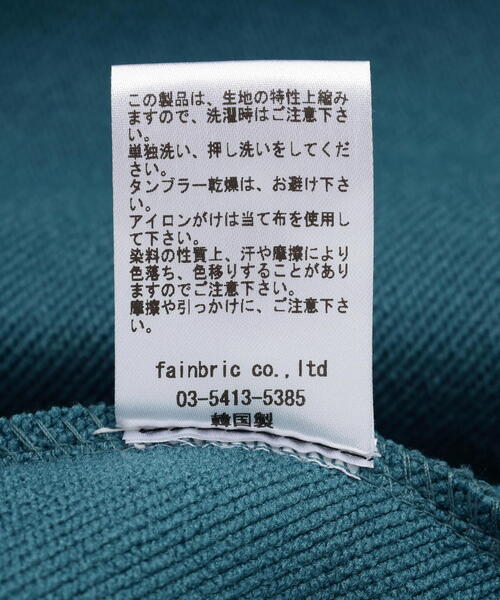 この製品は、生地の特性上縮み
ますので、洗濯時はご注意下さ
い。
単独洗い、押し洗いをしてくだ
さい。
タンブラー乾燥は、お避け下さ
い。
アイロンがけは当て布を使用し
て下さい。
染料の性質上、汗や摩擦により
色落ち、色移りすることがあり
ますのでご注意下さい。
摩擦や引っかけに、ご注意下さ
い。
fainbric co.,ltd
03-5413-5385
韓国製